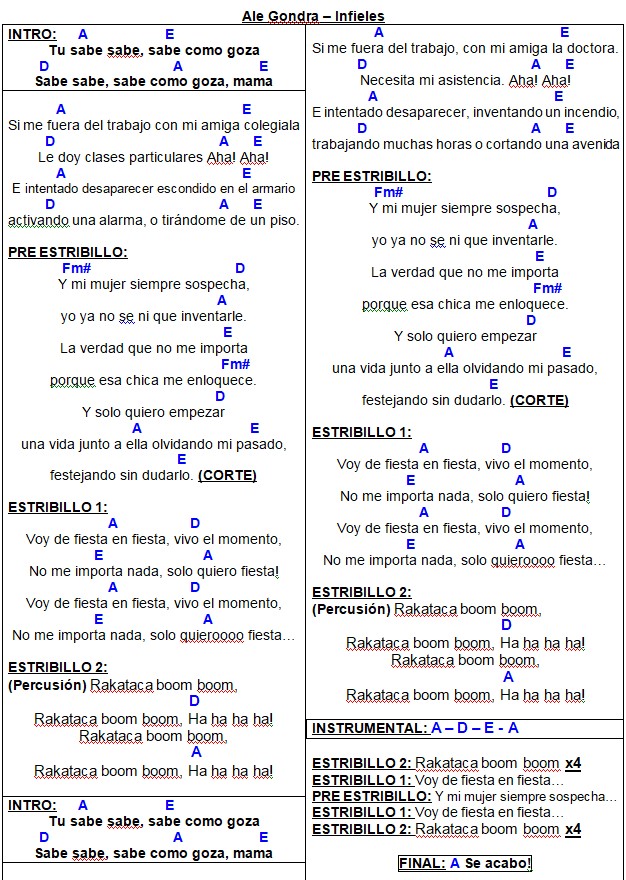 Ale Gondra – Infieles
INTRO: A E
Tu sabe sabe, sabe como goza
D A E
Sabe sabe, sabe como goza, mama
A E
Si me fuera del trabajo con mi amiga colegiala
D A E
Le doy clases particulares Aha! Aha!
A E
E intentado desaparecer escondido en el armario
D A E
activando una alarma, o tirándome de un piso.
PRE ESTRIBILLO:
Fm# D
Y mi mujer siempre sospecha,
A
yo ya no se ni que inventarle.
E
La verdad que no me importa
Fm#
porque esa chica me enloquece.
D
Y solo quiero empezar
A E
una vida junto a ella olvidando mi pasado,
E
festejando sin dudarlo. (CORTE)
ESTRIBILLO 1:
A D
Voy de fiesta en fiesta, vivo el momento,
E A
No me importa nada, solo quiero fiesta!
A D
Voy de fiesta en fiesta, vivo el momento,
E A
No me importa nada, solo quieroooo fiesta...
ESTRIBILLO 2:
(Percusión) Rakataca boom boom,
D
Rakataca boom boom, Ha ha ha ha!
Rakataca boom boom,
A
Rakataca boom boom, Ha ha ha ha!
INTRO: A E
Tu sabe sabe, sabe como goza
D A E
Sabe sabe, sabe como goza, mama
A E
Si me fuera del trabajo, con mi amiga la doctora.
D A E
Necesita mi asistencia. Aha! Aha!
A E
E intentado desaparecer, inventando un incendio,
D A E
trabajando muchas horas o cortando una avenida
PRE ESTRIBILLO:
Fm# D
Y mi mujer siempre sospecha,
A
yo ya no se ni que inventarle.
E
La verdad que no me importa
Fm#
porque esa chica me enloquece.
D
Y solo quiero empezar
A E
una vida junto a ella olvidando mi pasado,
E
festejando sin dudarlo. (CORTE)
ESTRIBILLO 1:
A D
Voy de fiesta en fiesta, vivo el momento,
E A
No me importa nada, solo quiero fiesta!
A D
Voy de fiesta en fiesta, vivo el momento,
E A
No me importa nada, solo quieroooo fiesta...
ESTRIBILLO 2:
(Percusión) Rakataca boom boom,
D
Rakataca boom boom, Ha ha ha ha!
Rakataca boom boom,
A
Rakataca boom boom, Ha ha ha ha!
INSTRUMENTAL: A – D – E - A
ESTRIBILLO 2: Rakataca boom boom x4
ESTRIBILLO 1: Voy de fiesta en fiesta...
PRE ESTRIBILLO: Y mi mujer siempre sospecha...
ESTRIBILLO 1: Voy de fiesta en fiesta...
ESTRIBILLO 2: Rakataca boom boom x4
FINAL: A Se acabo!